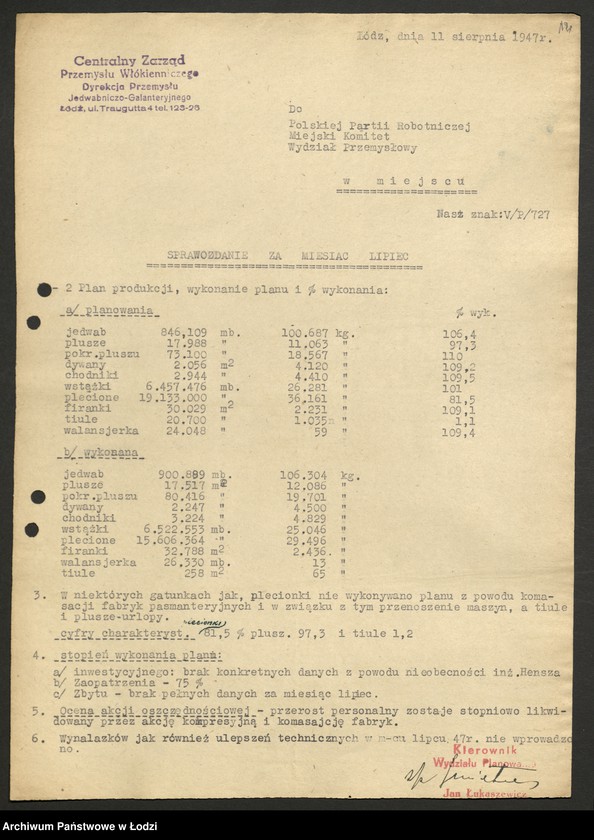 Łódz, dnia 11 sierpnia 1947r.
Centralny Zarząd
Przemysłu Włókienniczego
Dyrekcja Przemysłu
Jedwabniczo-Galanteryjnego
Łódź, ul. Traugutta 4 tel. 123-26
Do
Polskiej Partii Robotniczej
Miejski Komitet
Wydział Przemysłowy
w miejscu
Nasz znak:V/P/727
SPRAWOZDANIE ZA MIESIAC LIPIEC
- 2 Plan produkcji, wykonanie planu i % wykonania:
a/ planowania % wyk.
jedwab 846,109 mb. 100.687 kg. 106,4
plusze 17.988 " 11.063 " 97,3
pokr.pluszu 73.100 " 18,567 " 110
dywany 2.056 m2 4.120 " 109,2
chodniki 2.944 " 4.410 " 109,5
wstążki 6.457.476 mb. 26.281 " 101
plecione 19,133.000 " 36,161 " 81,5
firanki 30.029 m2 2.231 " 109,1
tiule 20,700 " 1.035 " 1,1
walansjerka 24.048 " 59 " 109,4
b/ wykonana
jedwab 900.889 mb. 106.304 kg.
plusze 17.517 m2 12.086 "
pokr.pluszu 80.416 " 19,701 "
dywany 2.247 " 4.500 "
chodniki 3.224 " 4.829 "
wstążki 6.522.553 mb. 25.046 "
plecione 15.606,364 " 29.496 "
firanki 32.788 m2 2.436. "
walansjerka 26.330 mb. 13 "
tiule 258 m2 65 "
3. W niektórych gatunkach jak, plecionki nie wykonywano planu z powodu koma-
sacji fabryk pasmanteryjnych i w związku z tym przenoszenie maszyn, a tiule
i plusze-urlopy.
plecionki
cyfry charakteryst. 81,5 % plusz. 97,3 i tiule 1,2
4. stopień wykonania plana:
a/ inwestycyjnego: brak konkretnych danych z powodu nieobecności inż.Hensza
b/ Zaopatrzenia - 75 %
c/ Zbytu - brak pełnych danych za miesiąc lipiec.
5. Ocena akcji oszczędnościowej - przerost personalny zostaje stopniowo likwi-
dowany przez akcję kompresyjną i komasajcję fabryk.
6. Wynalazków jak również ulepszeń technicznych w m-cu lipcu 47r. nie wprowadzo
no.
Kierownik
Wydziału Planowa
Jan Łukaszewicz
Archiwum Państwowe w Łodzi